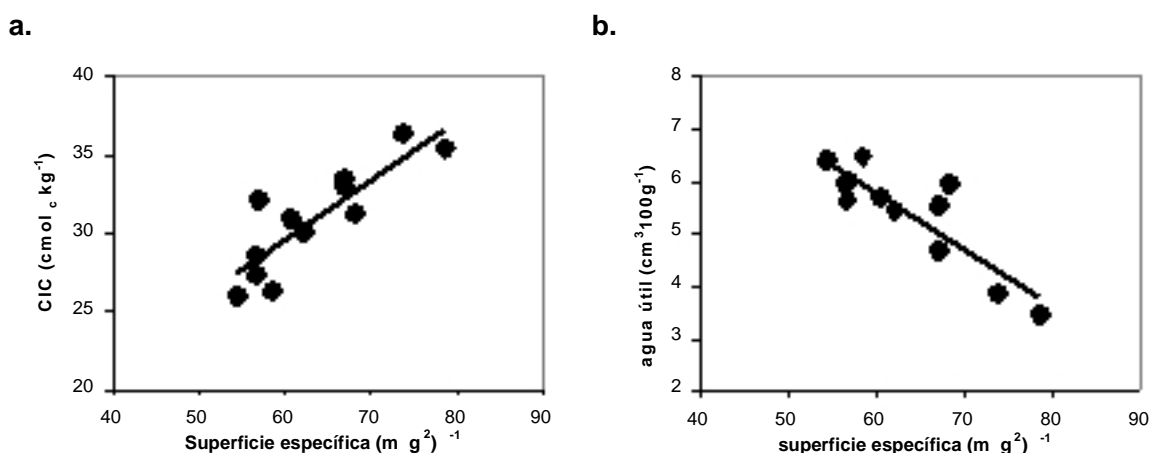 a.
40
35
30
25
20
CIC (cmol c kg-1)
40 50 60 70 80 90
Superficie específica (m g2) -1
b.
8
7
6
5
4
3
2
agua útil (cm3100g-1)
40 50 60 70 80 90
superficie específica (m g2) -1